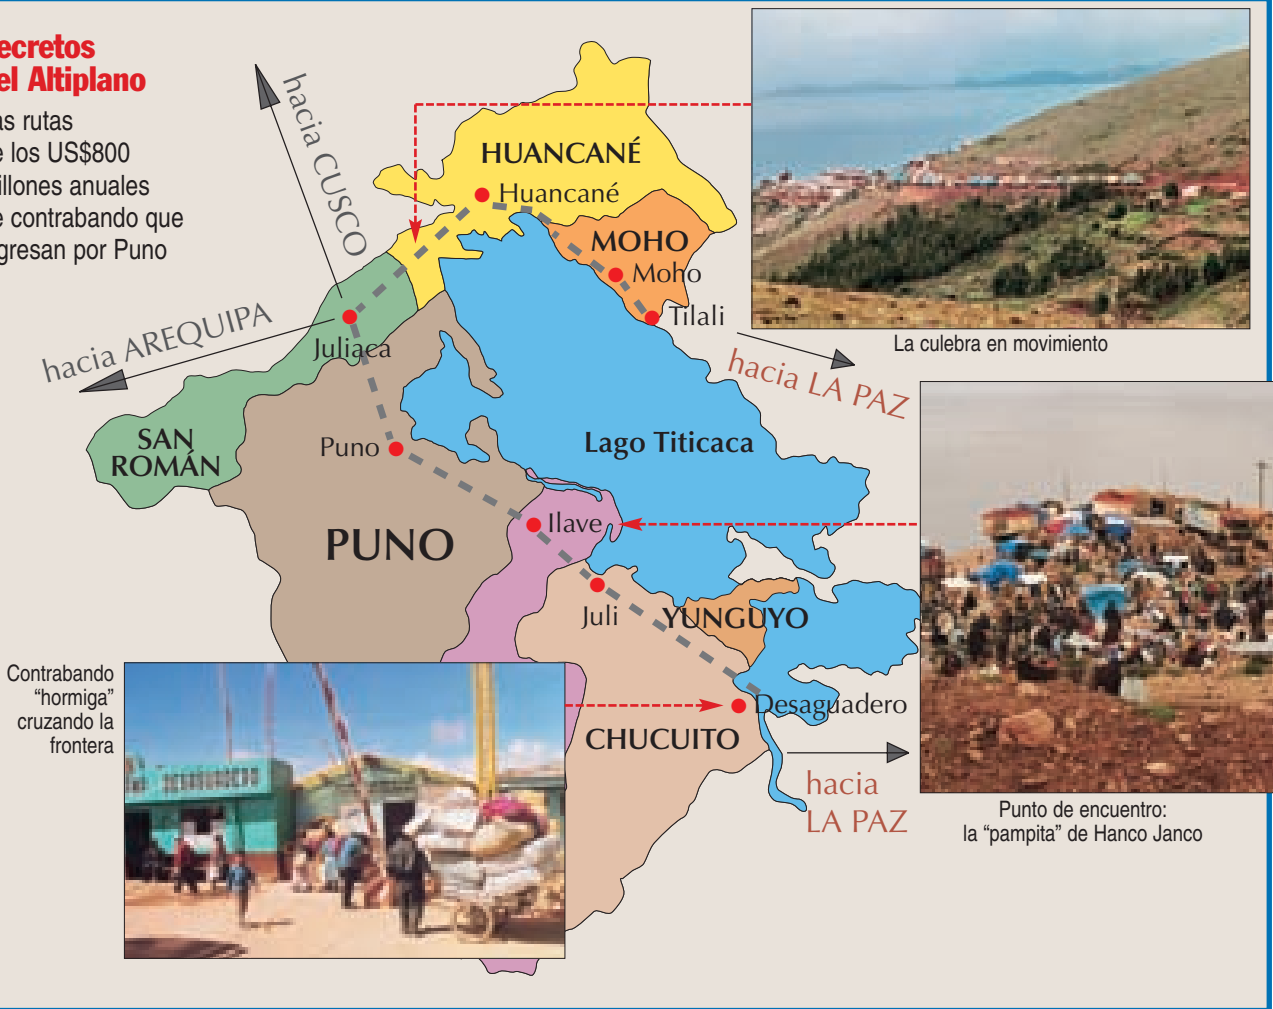 ecretos
el Altiplano
as rutas
e los US$800
illones anuales
e contrabando que
gresan por Puno
hacia CUSCO
hacia AREQUIPA
HUANCANÉ
Huancané
MOHO
Moho
Tilali
Juliaca
hacia LA PAZ
La culebra en movimiento
SAN
ROMÁN
Puno
Lago Titicaca
PUNO
Ilave
Juli
YUNGUYO
Desaguadero
CHUCUITO
hacia
LA PAZ
Contrabando
“hormiga”
cruzando la
frontera
DESAGUADERO
Punto de encuentro:
la “pampita” de Hanco Janco